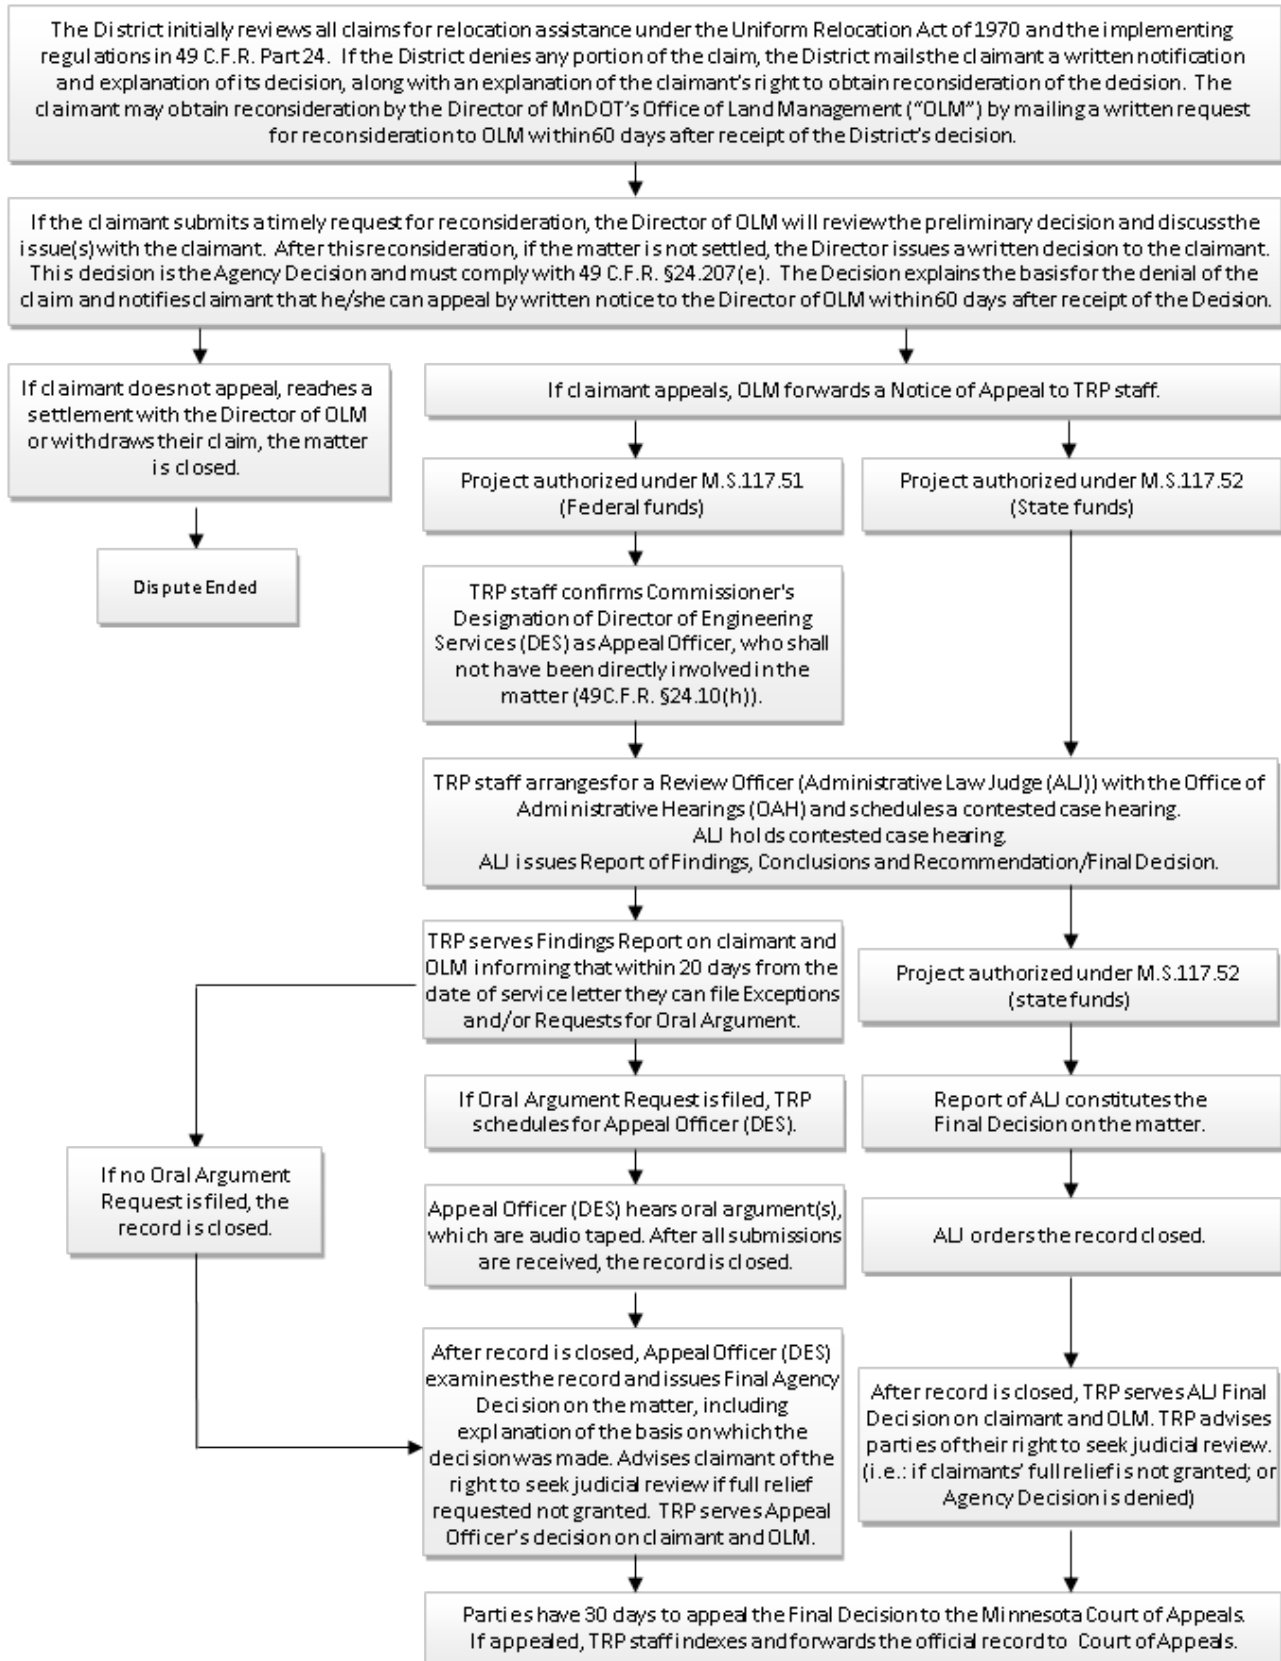 The District initially reviews all claims for relocation assistance under the Uniform Relocation Act of 1970 and the implementing
regulations in 49 C.F.R. Part 24. If the District denies any portion of the claim, the District mails the claimant a written notification
and explanation of its decision, along with an explanation of the claimant's right to obtain reconsideration of the decision. The
claimant may obtain reconsideration by the Director of MnDOT's Office of Land Management ("OLM") by mailing a written request
for reconsideration to OLM within 60 days after receipt of the District's decision.
If the claimant submits a timely request for reconsideration, the Director of OLM will review the preliminary decision and discuss the
issue(s) with the claimant. After this reconsideration, if the matter is not settled, the Director issues a written decision to the claimant.
This decision is the Agency Decision and must comply with 49 C.F.R. §24.207(e). The Decision explains the basis for the denial of the
claim and notifies claimant that he/she can appeal by written notice to the Director of OLM within 60 days after receipt of the Decision.
If claimant does not appeal, reaches a
settlement with the Director of OLM
or withdraws their claim, the matter
is closed.
Dispute Ended
If claimant appeals, OLM forwards a Notice of Appeal to TRP staff.
Project authorized under M.S.117.51
(Federal funds)
Project authorized under M.S.117.52
(State funds)
TRP staff confirms Commissioner's
Designation of Director of Engineering
Services (DES) as Appeal Officer, who shall
not have been directly involved in the
matter (49C.F.R. §24.10(h)).
TRP staff arranges for a Review Officer (Administrative Law Judge (ALJ)) with the Office of
Administrative Hearings (OAH) and schedules a contested case hearing.
ALJ holds contested case hearing.
ALJ issues Report of Findings, Conclusions and Recommendation/Final Decision.
TRP serves Findings Report on claimant and
OLM informing that within 20 days from the
date of service letter they can file Exceptions
and/or Requests for Oral Argument.
Project authorized under M.S.117.52
(state funds)
If Oral Argument Request is filed, TRP
schedules for Appeal Officer (DES).
Report of ALJ constitutes the
Final Decision on the matter.
If no Oral Argument
Request is filed, the
record is closed.
Appeal Officer (DES) hears oral argument(s),
which are audio taped. After all submissions
are received, the record is closed.
ALJ orders the record closed.
After record is closed, Appeal Officer (DES)
examines the record and issues Final Agency
Decision on the matter, including
explanation of the basis on which the
decision was made. Advises claimant of the
right to seek judicial review if full relief
requested not granted. TRP serves Appeal
Officer's decision on claimant and OLM.
After record is closed, TRP serves ALJ Final
Decision on claimant and OLM. TRP advises
parties of their right to seek judicial review.
(i.e.: if claimants' full relief is not granted; or
Agency Decision is denied)
Parties have 30 days to appeal the Final Decision to the Minnesota Court of Appeals.
If appealed, TRP staff indexes and forwards the official record to Court of Appeals.